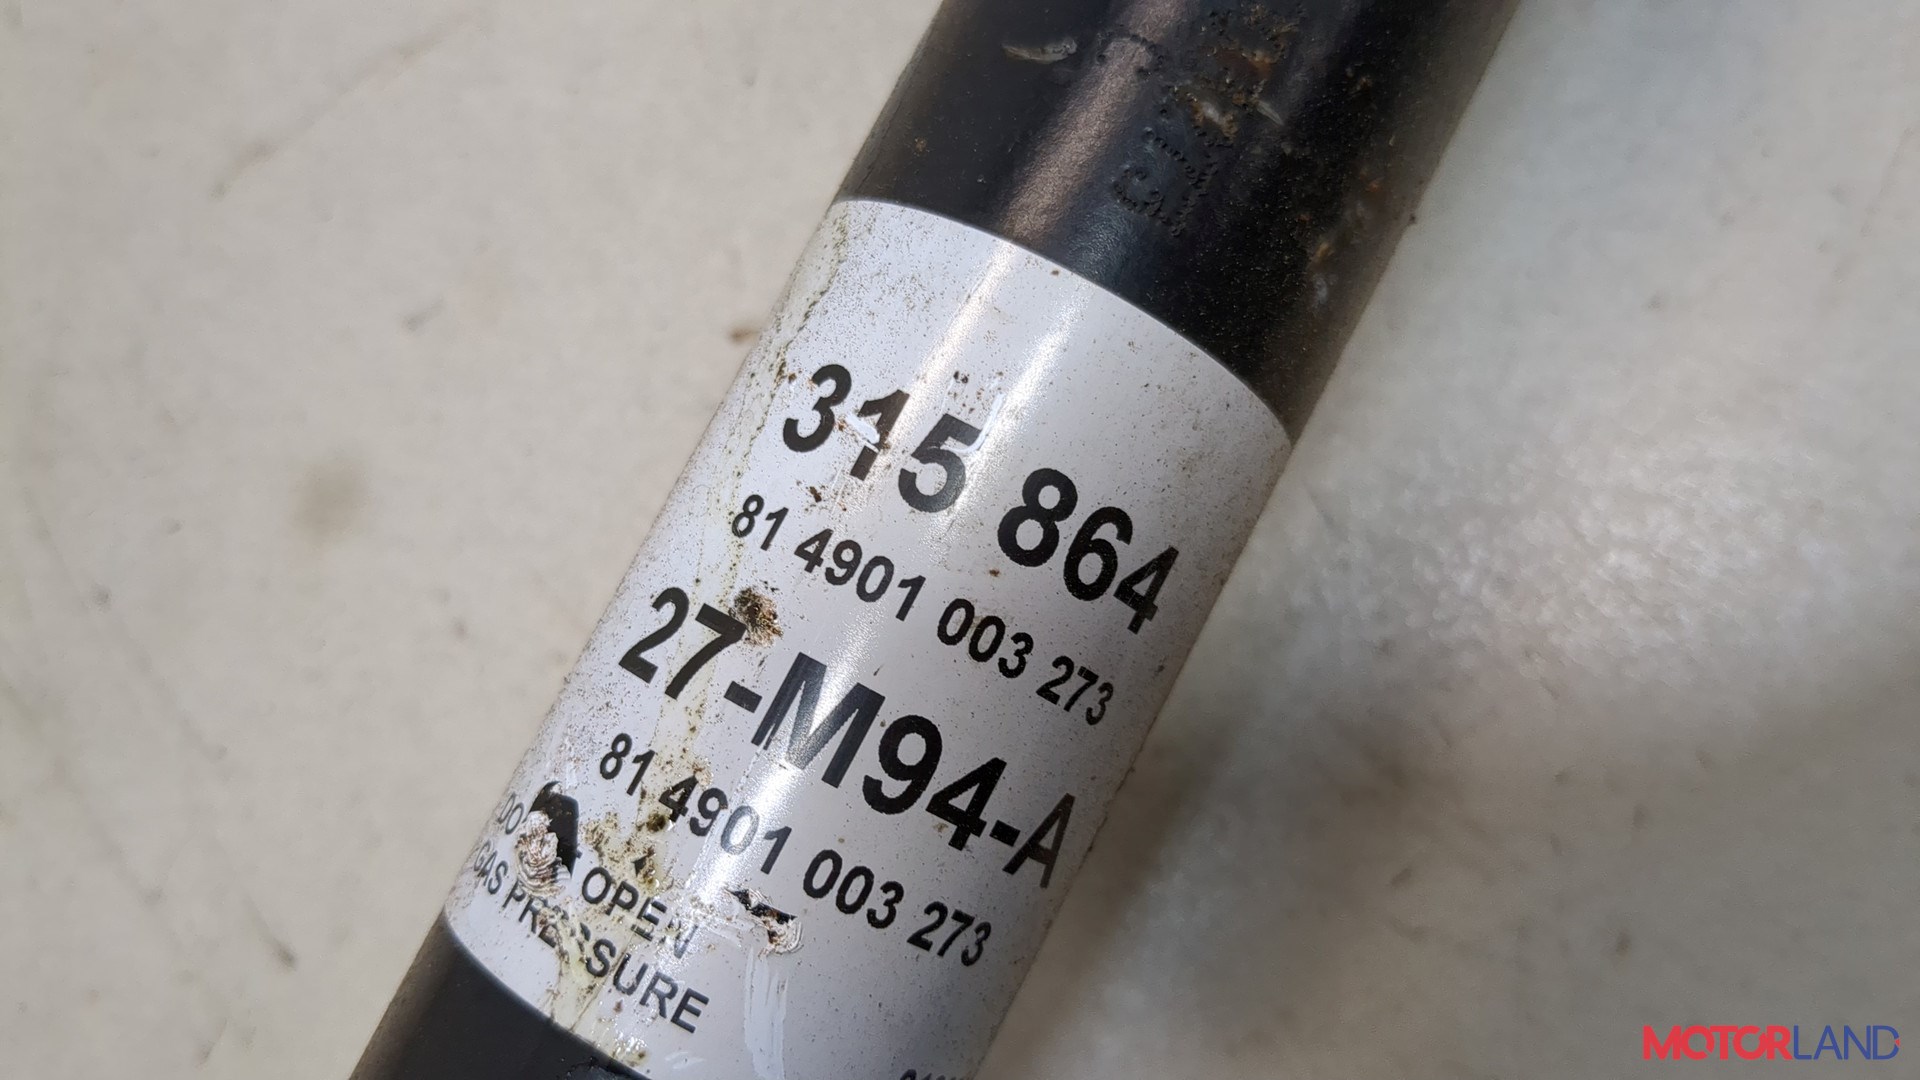 315 864
81 4901 003 273
27-M94-A
81 4901 003 273
OPEN
GAS PRESSURE
MOTORLAND